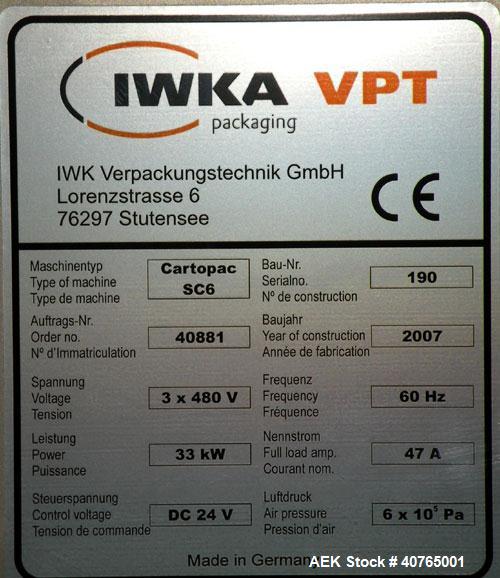 IWKA VPT
packaging
IWK Verpackungstechnik GmbH
Lorenzstrasse 6
76297 Stutensee
CE
Maschinentyp
Type of machine
Type de machine
Cartopac
SC6
Bau-Nr.
Serialno.
Nº de construction
190
Auftrags-Nr.
Order no.
Nº d'Immatriculation
40881
Baujahr
Year of construction
Année de fabrication
2007
Spannung
Voltage
Tension
3 x 480 V
Frequenz
Frequency
Fréquence
60 Hz
Leistung
Power
Puissance
33 kW
Nennstrom
Full load amp.
Courant nom.
47 A
Steuerspannung
Control voltage
Tension de commande
DC 24 V
Luftdruck
Air pressure
Pression d'air
6 x 10⁵ Pa
Made in German
AEK Stock # 40765001